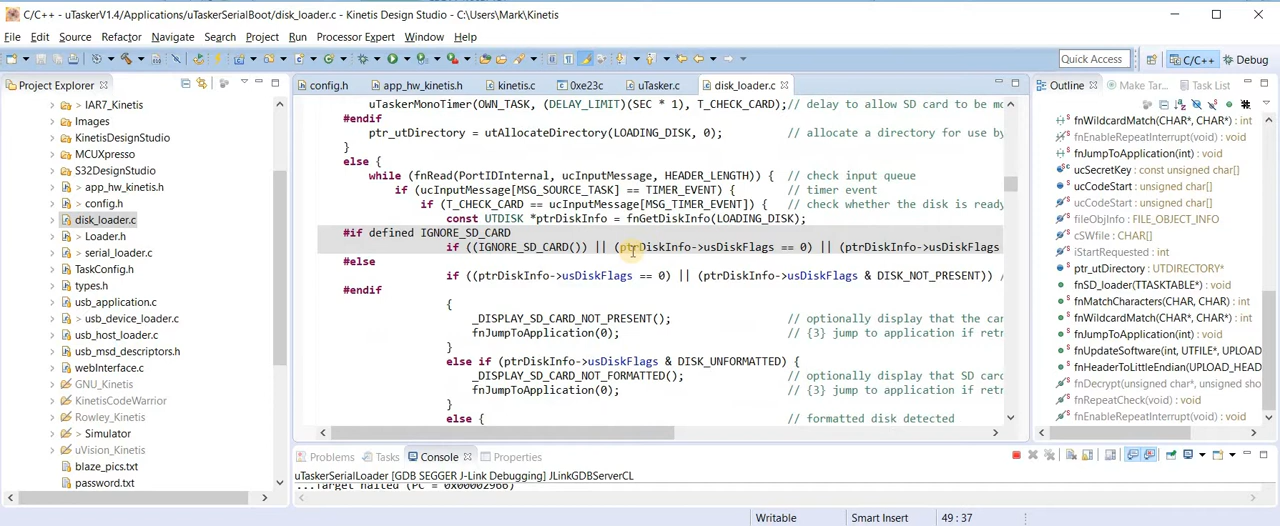 C/C++ - uTaskerV1.4/Applications/uTaskerSerialBoot/disk_loader.c - Kinetis Design Studio - C:\Users\Mark\Kinetis
File Edit Source Refactor Navigate Search Project Run Processor Expert Window Help
Quick Access C/C++ Debug
Project Explorer
IAR7_Kinetis
Images
KinetisDesignStudio
MCUXpresso
S32DesignStudio
> app_hw_kinetis.h
> config.h
disk_loader.c
Loader.h
> serial_loader.c
TaskConfig.h
types.h
usb_application.c
> usb_device_loader.c
usb_host_loader.c
usb_msd_descriptors.h
webInterface.c
GNU_Kinetis
KinetisCodeWarrior
Rowley_Kinetis
> Simulator
uVision_Kinetis
blaze_pics.txt
password.txt
config.h app_hw_kinetis.h kinetis.c 0xe23c uTasker.c disk_loader.c
uTaskerMonoTimer(OWN_TASK, (DELAY_LIMIT)(SEC * 1), T_CHECK_CARD);// delay to allow SD card to be mo
#endif
ptr_utDirectory = utAllocateDirectory(LOADING_DISK, 0); // allocate a directory for use by
}
else {
while (fnRead(PortIDInternal, ucInputMessage, HEADER_LENGTH)) { // check input queue
if (ucInputMessage[MSG_SOURCE_TASK] == TIMER_EVENT) { // timer event
if (T_CHECK_CARD == ucInputMessage[MSG_TIMER_EVENT]) { // check whether the disk is ready
const UTDISK *ptrDiskInfo = fnGetDiskInfo(LOADING_DISK);
#if defined IGNORE_SD_CARD
if ((IGNORE_SD_CARD()) || (ptrDiskInfo->usDiskFlags == 0) || (ptrDiskInfo->usDiskFlags
#else
if ((ptrDiskInfo->usDiskFlags == 0) || (ptrDiskInfo->usDiskFlags & DISK_NOT_PRESENT)) /
#endif
{
_DISPLAY_SD_CARD_NOT_PRESENT(); // optionally display that the car
fnJumpToApplication(0); // {3} jump to application if retr
}
else if (ptrDiskInfo->usDiskFlags & DISK_UNFORMATTED) {
_DISPLAY_SD_CARD_NOT_FORMATTED(); // optionally display that SD card
fnJumpToApplication(0); // {3} jump to application if retr
}
else { // formatted disk detected
Outline Make Tar Task List
fnWildcardMatch(CHAR*, CHAR*) : int
fnEnableRepeatInterrupt(void) : void
fnJumpToApplication(int) : void
ucSecretKey : const unsigned char[]
ucCodeStart : unsigned char[]
ucCodeStart : unsigned char[]
fileObjInfo : FILE_OBJECT_INFO
cSWfile : CHAR[]
iStartRequested : int
ptr_utDirectory : UTDIRECTORY*
fnSD_loader(TTASKTABLE*) : void
fnMatchCharacters(CHAR, CHAR) : int
fnWildcardMatch(CHAR*, CHAR*) : int
fnJumpToApplication(int) : void
fnUpdateSoftware(int, UTFILE*, UPLOAD
fnHeaderToLittleEndian(UPLOAD_HEAD
fnDecrypt(unsigned char*, unsigned sho
fnRepeatCheck(void) : void
fnEnableRepeatInterrupt(void) : void
Problems Tasks Console Properties
uTaskerSerialLoader [GDB SEGGER J-Link Debugging] JLinkGDBServerCL
...Target halted (PC = 0x00002966)
Writable Smart Insert 49 : 37